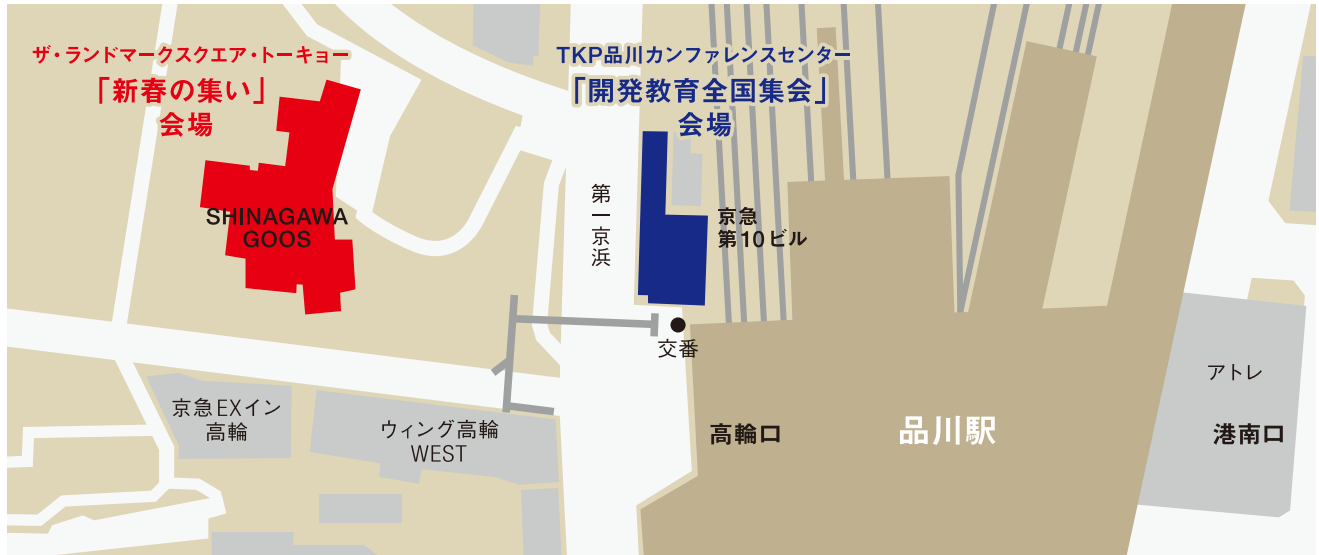 ザ・ランドマークスクエア・トーキョー
「新春の集い」
会場
TKP品川カンファレンスセンター
「開発教育全国集会」
会場
SHINAGAWA
GOOS
第一京浜
京急
第10ビル
交番
京急EXイン
高輪
ウィング高輪
WEST
高輪口
品川駅
アトレ
港南口